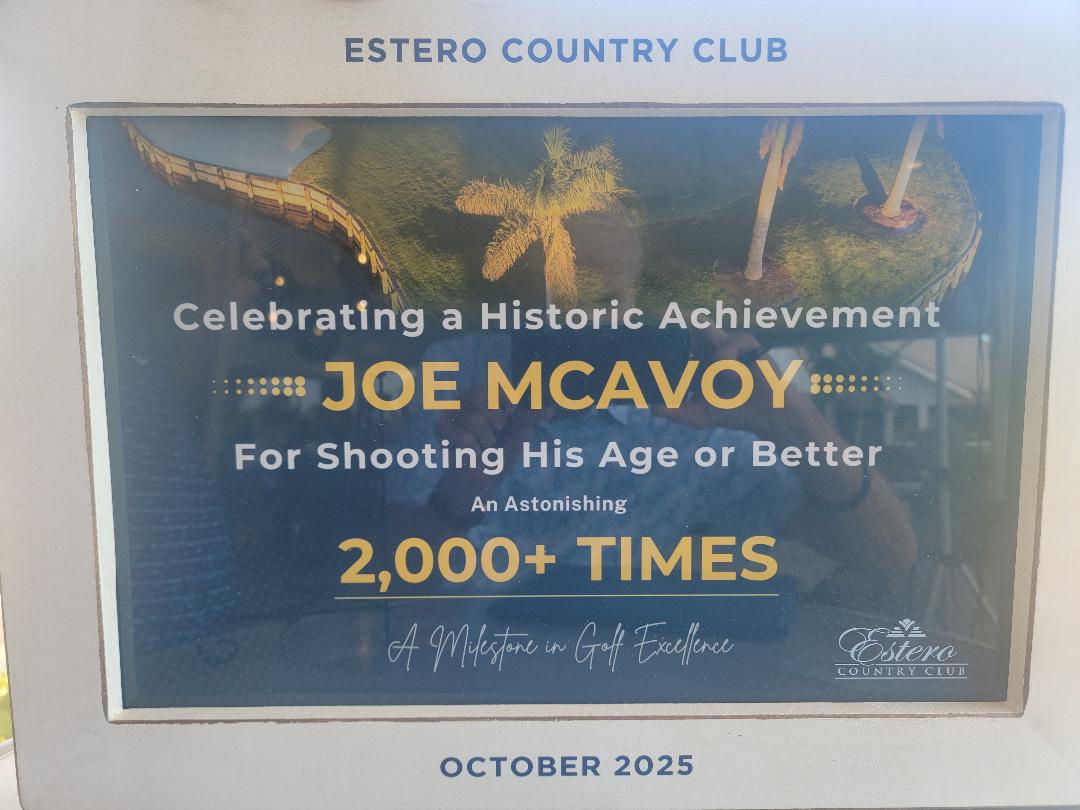 ESTERO COUNTRY CLUB
Celebrating a Historic Achievement
JOE MCAVOY
For Shooting His Age or Better
An Astonishing
2,000+ TIMES
A Milestone in Golf Excellence
Estero
COUNTRY CLUB
OCTOBER 2025